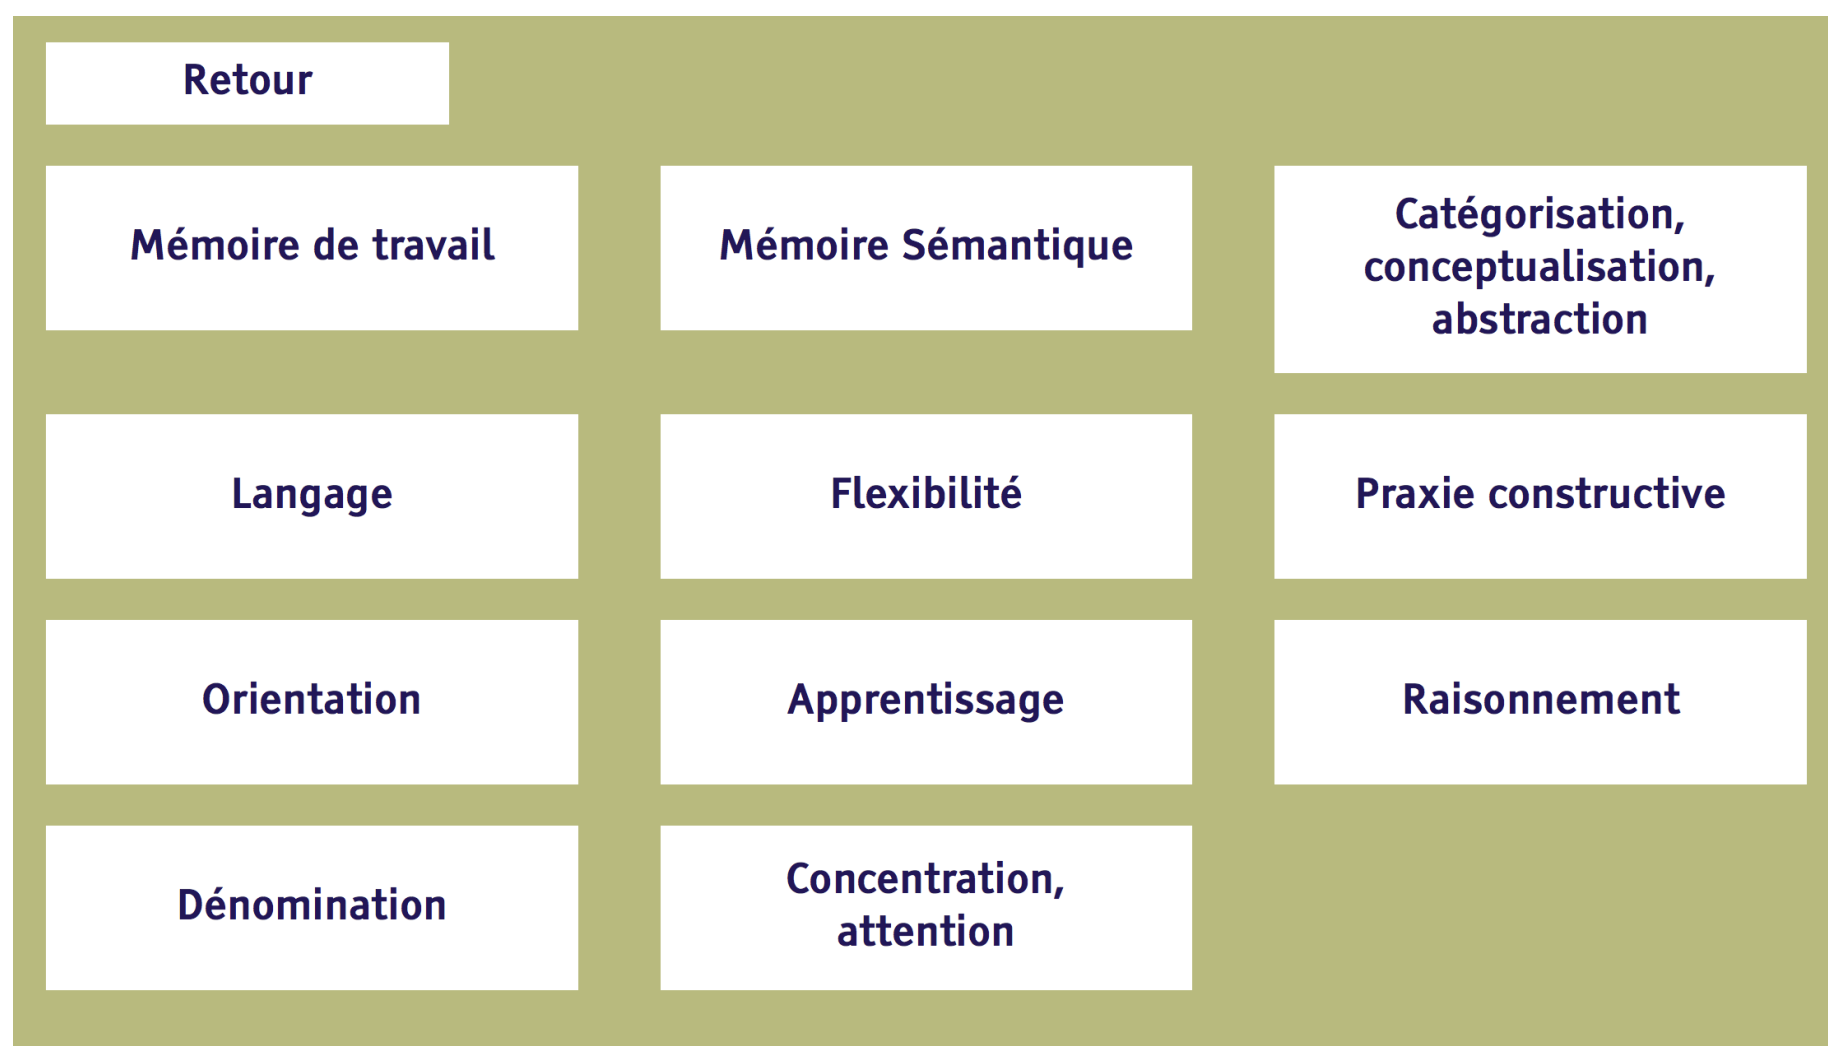 Retour
Mémoire de travail
Mémoire Sémantique
Catégorisation,
conceptualisation,
abstraction
Langage
Flexibilité
Praxie constructive
Orientation
Apprentissage
Raisonnement
Dénomination
Concentration,
attention